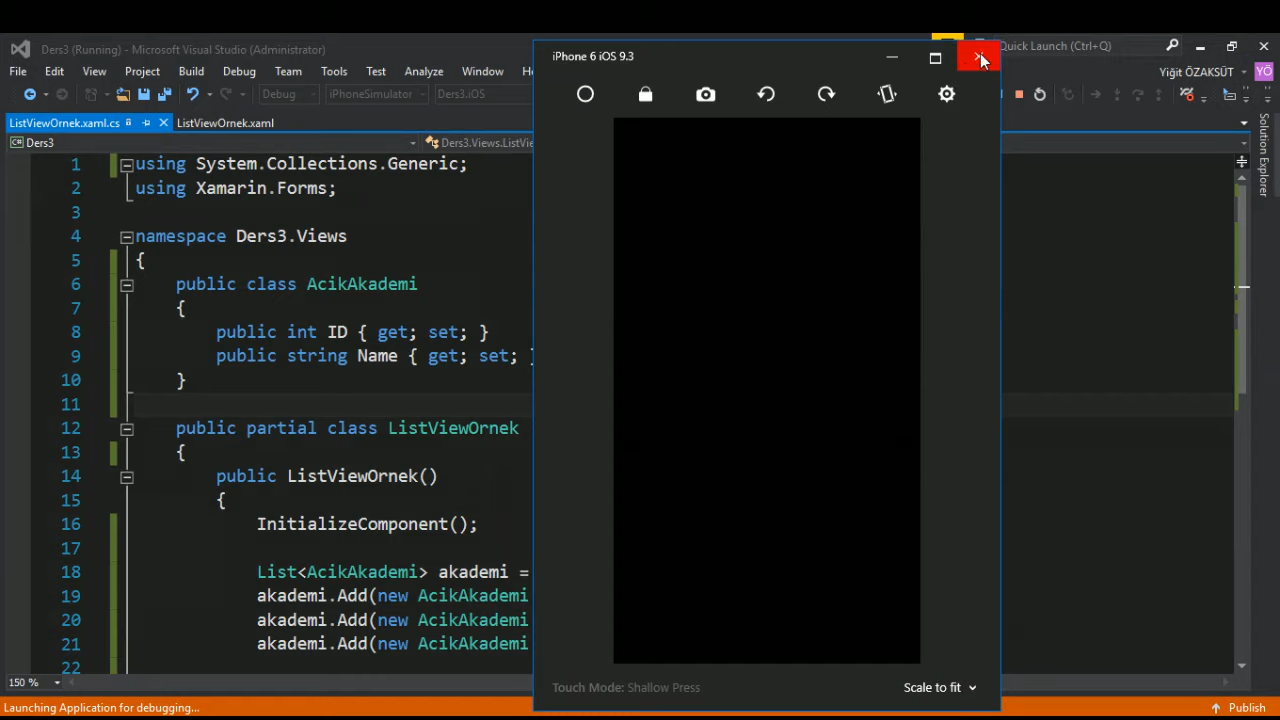 Ders3 (Running) - Microsoft Visual Studio (Administrator)
Quick Launch (Ctrl+Q)
File Edit View Project Build Debug Team Tools Test Analyze Window
Yiğit ÖZAKSÜT YÖ
Debug iPhoneSimulator Ders3.iOS
ListViewOrnek.xaml.cs ListViewOrnek.xaml
Ders3 Ders3.Views.ListVie
1 using System.Collections.Generic;
2 using Xamarin.Forms;
3
4 namespace Ders3.Views
5 {
6 public class AcikAkademi
7 {
8 public int ID { get; set; }
9 public string Name { get; set; }
10 }
11
12 public partial class ListViewOrnek
13 {
14 public ListViewOrnek()
15 {
16 InitializeComponent();
17
18 List<AcikAkademi> akademi =
19 akademi.Add(new AcikAkademi
20 akademi.Add(new AcikAkademi
21 akademi.Add(new AcikAkademi
22
150 %
Launching Application for debugging...
Publish
iPhone 6 iOS 9.3
Touch Mode: Shallow Press
Scale to fit
Solution Explorer